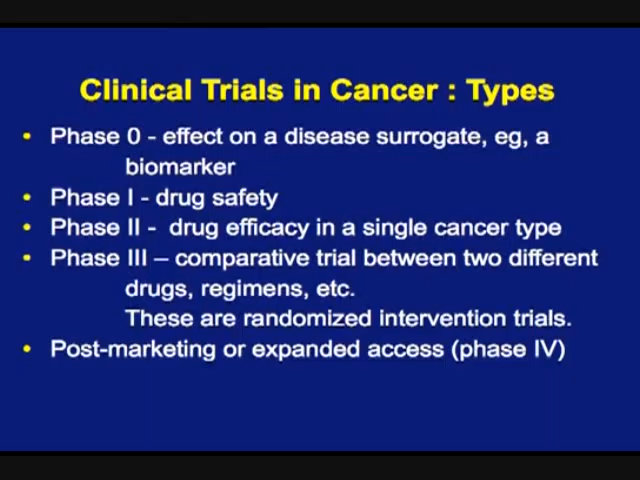 Clinical Trials in Cancer : Types
• Phase 0 - effect on a disease surrogate, eg, a
biomarker
• Phase I - drug safety
• Phase II - drug efficacy in a single cancer type
• Phase III – comparative trial between two different
drugs, regimens, etc.
These are randomized intervention trials.
• Post-marketing or expanded access (phase IV)